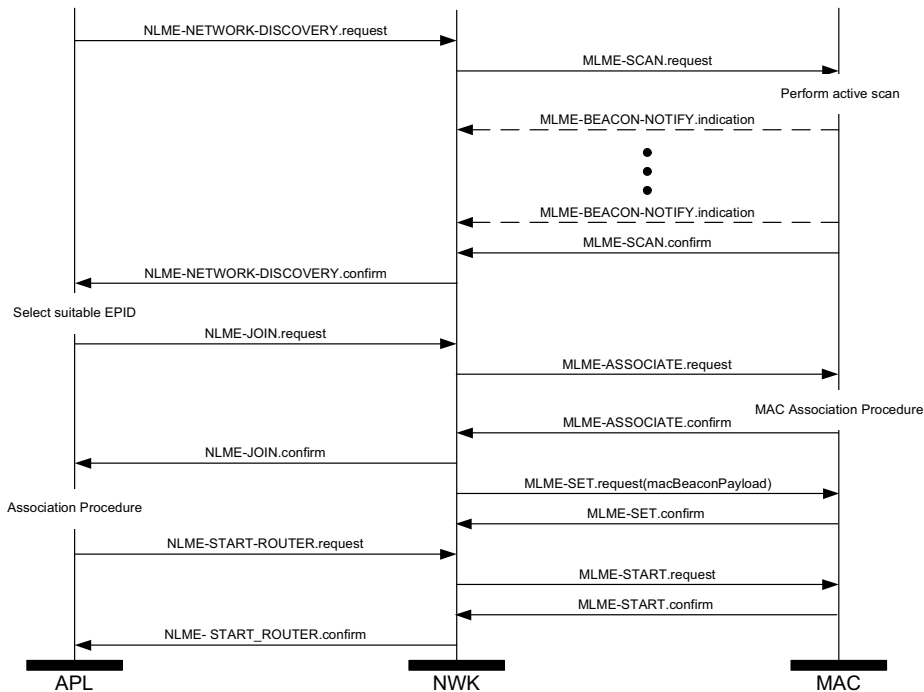 NLME-NETWORK-DISCOVERY.request
MLME-SCAN.request
Perform active scan
MLME-BEACON-NOTIFY.indication
MLME-BEACON-NOTIFY.indication
MLME-SCAN.confirm
NLME-NETWORK-DISCOVERY.confirm
Select suitable EPID
NLME-JOIN.request
MLME-ASSOCIATE.request
MAC Association Procedure
MLME-ASSOCIATE.confirm
NLME-JOIN.confirm
MLME-SET.request(macBeaconPayload)
Association Procedure
MLME-SET.confirm
NLME-START-ROUTER.request
MLME-START.request
MLME-START.confirm
NLME- START_ROUTER.confirm
APL
NWK
MAC